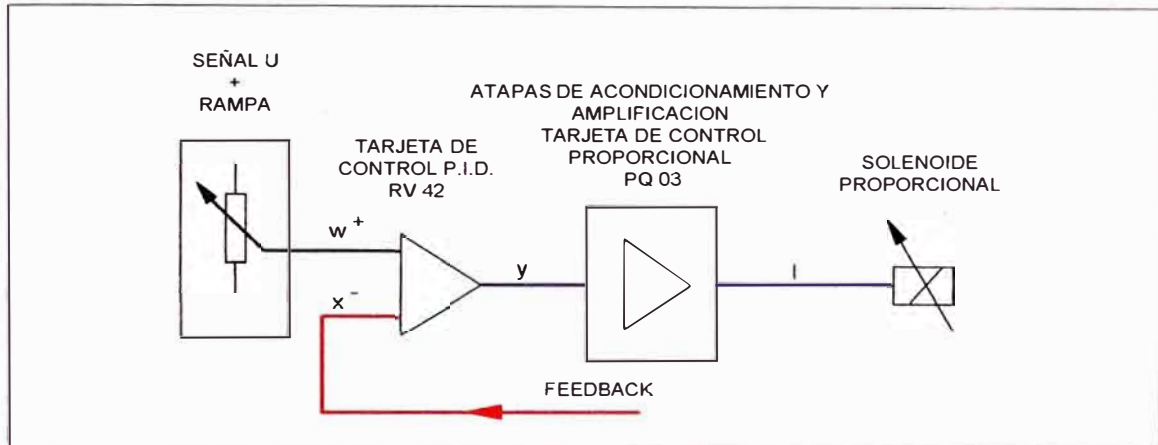 SEÑAL U
+
RAMPA
TARJETA DE
CONTROL P.I.D.
RV 42
ATAPAS DE ACONDICIONAMIENTO Y
AMPLIFICACION
TARJETA DE CONTROL
PROPORCIONAL
PQ 03
SOLENOIDE
PROPORCIONAL
w +
x -
y
I
FEEDBACK